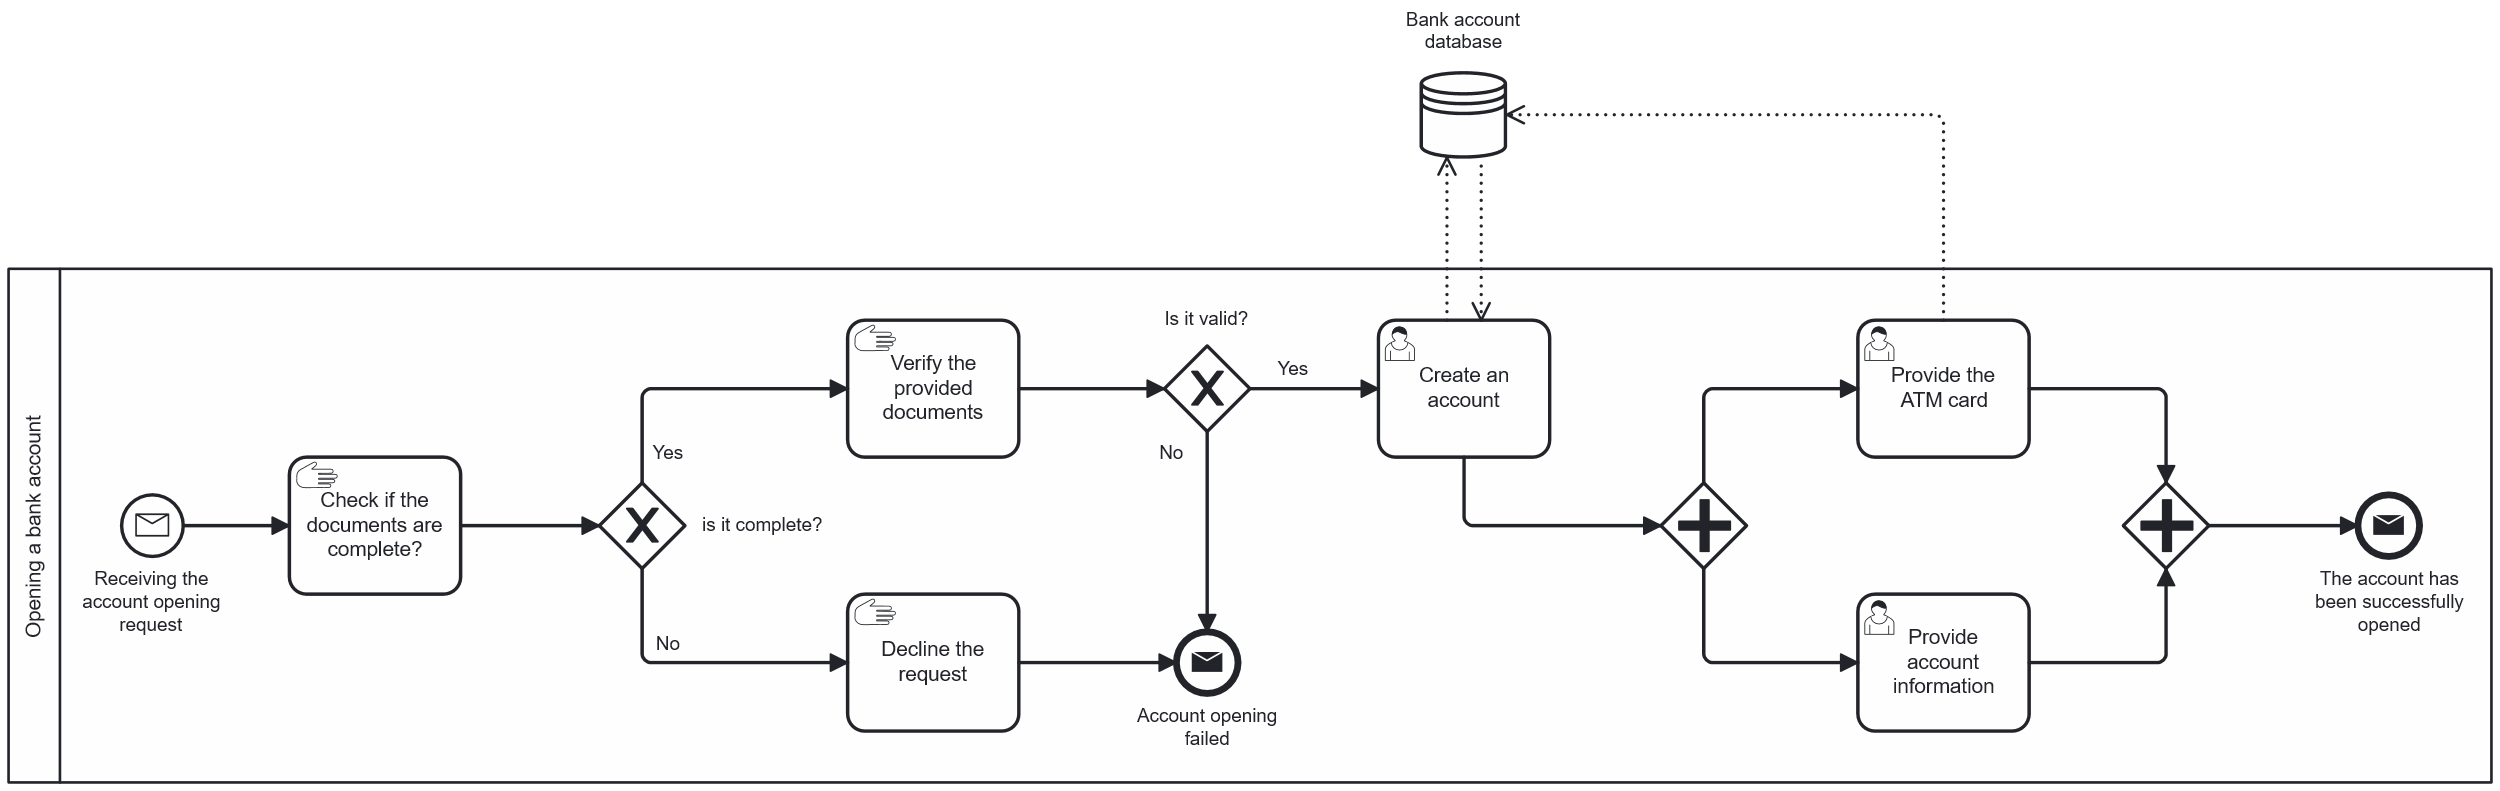 Bank account
database
Opening a bank account
Receiving the
account opening
request
Check if the
documents are
complete?
Yes
is it complete?
No
Verify the
provided
documents
Decline the
request
Is it valid?
Yes
No
Account opening
failed
Create an
account
Provide the
ATM card
Provide
account
information
The account has
been successfully
opened